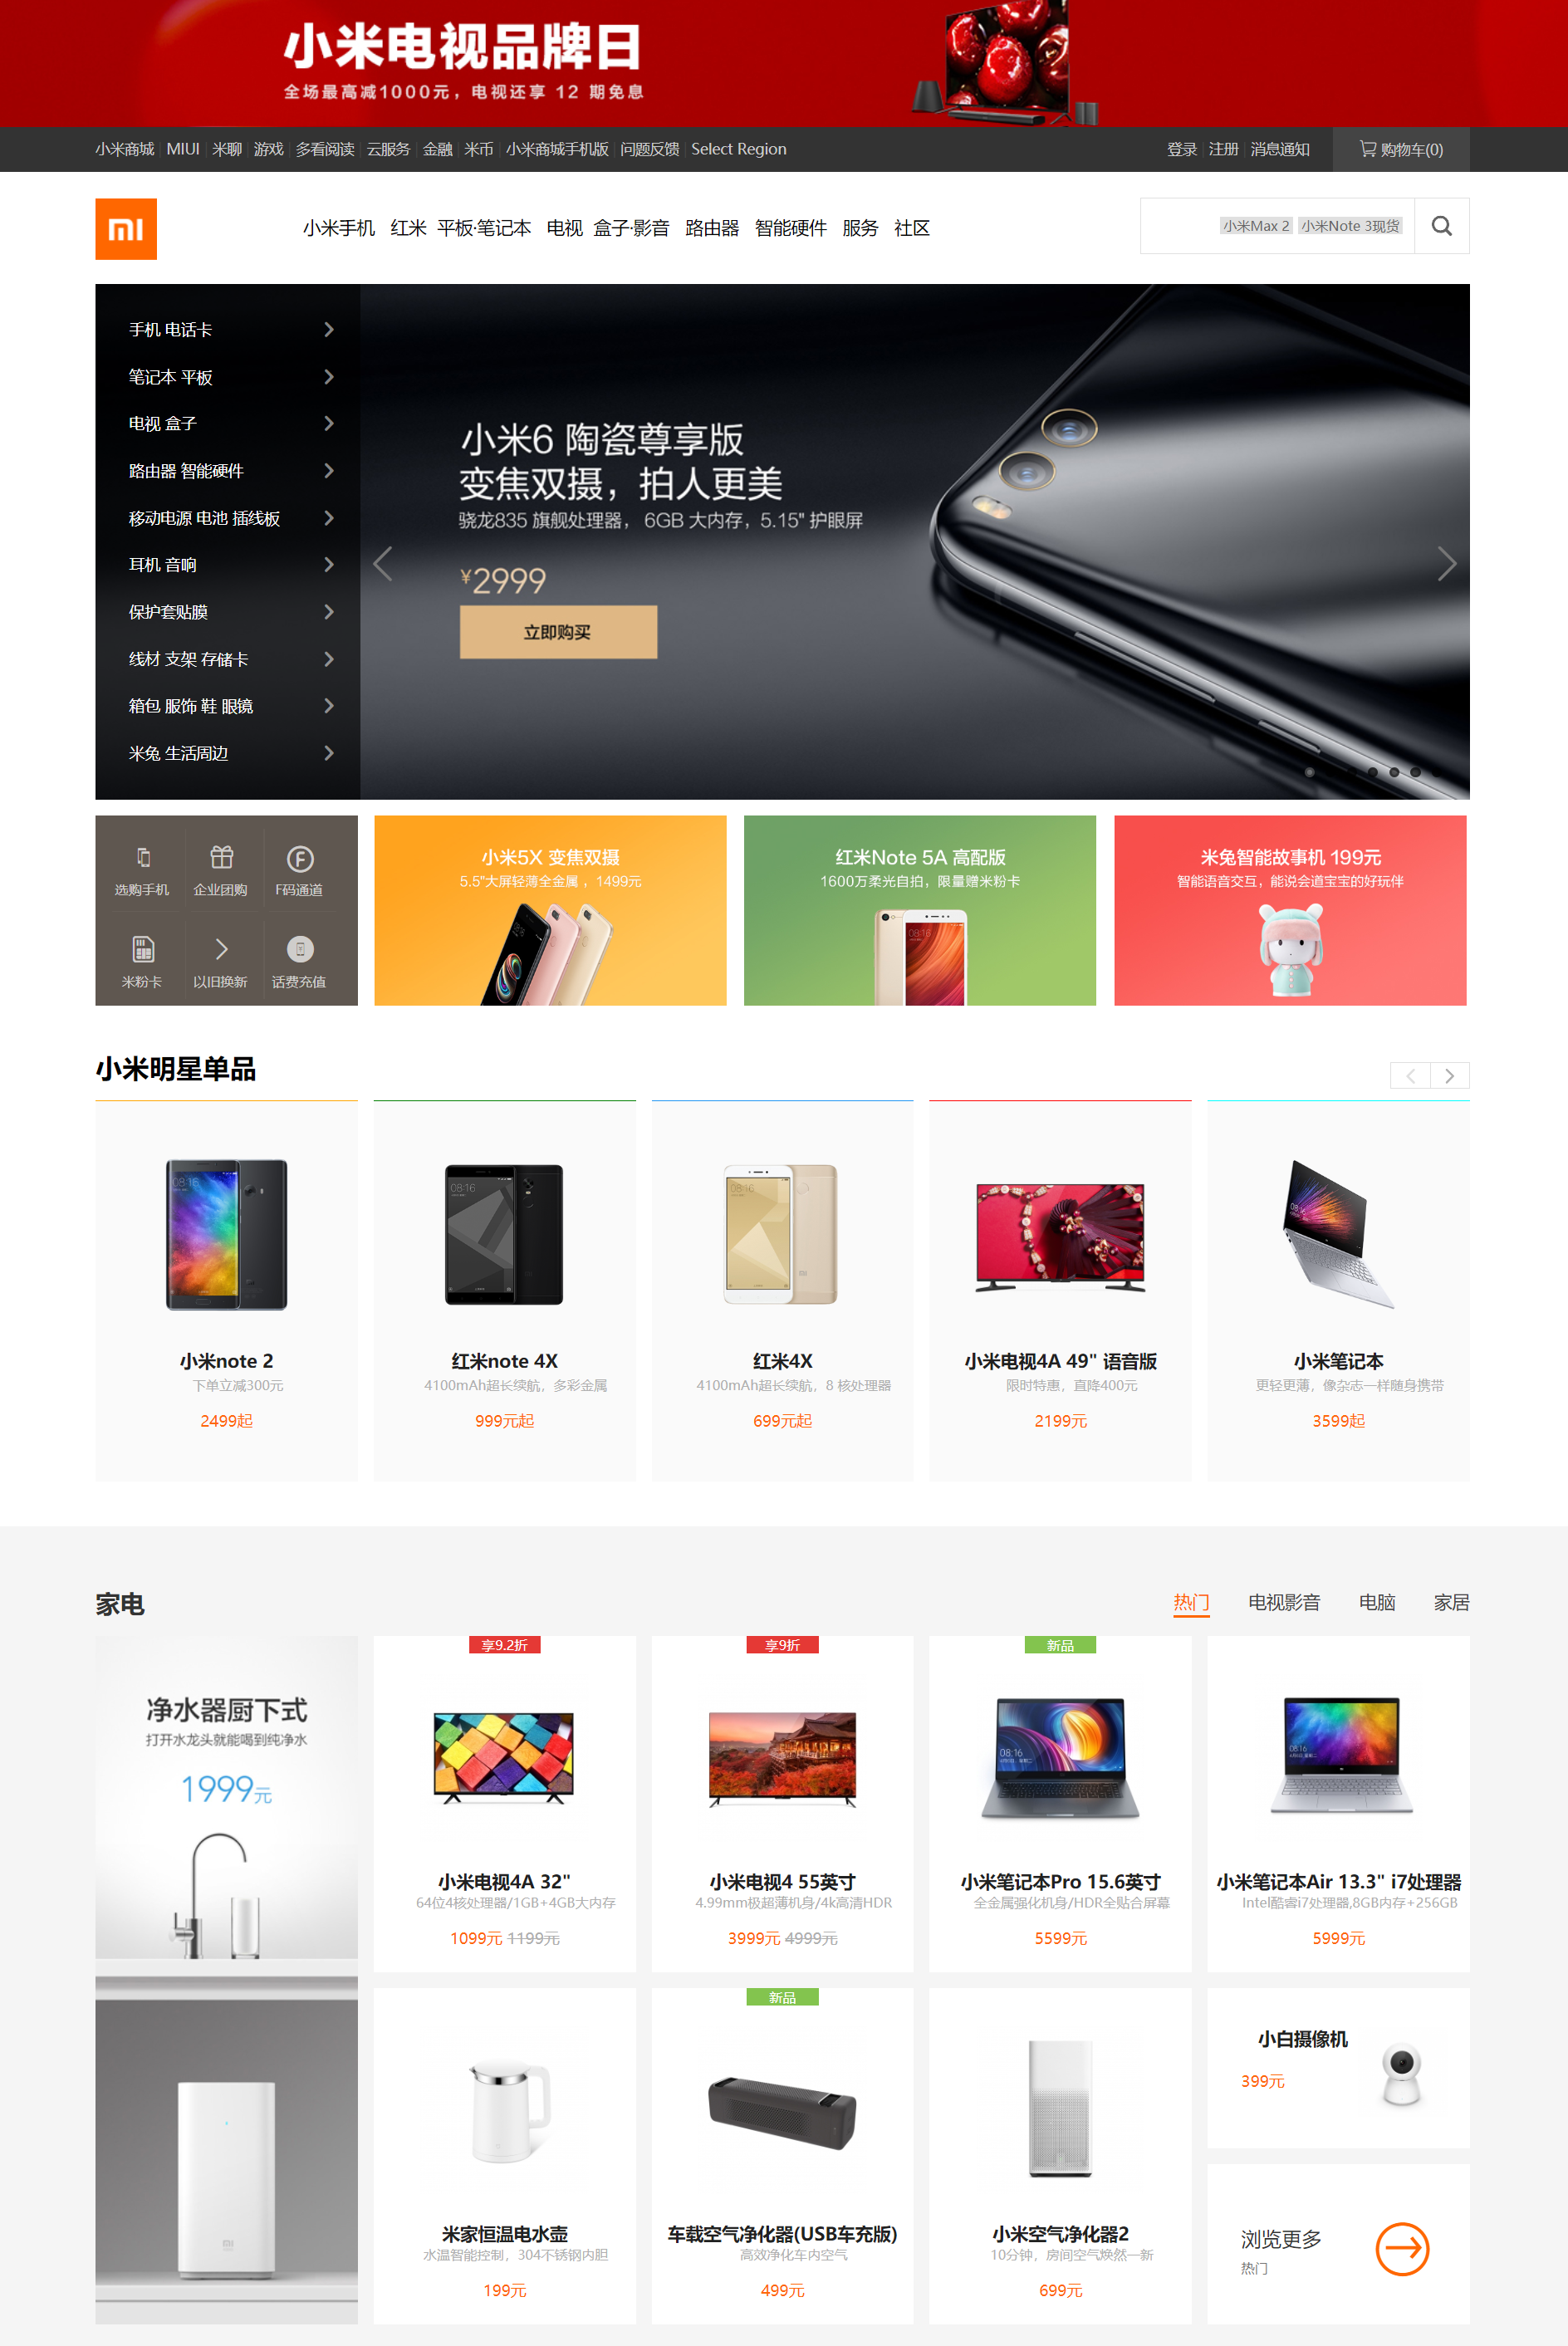 小米电视品牌日
全场最高减1000元，电视还享 12 期免息
小米商城 | MIUI | 米聊 | 游戏 | 多看阅读 | 云服务 | 金融 | 米币 | 小米商城手机版 | 问题反馈 | Select Region
登录 | 注册 | 消息通知
购物车(0)
小米手机 红米 平板·笔记本 电视 盒子·影音 路由器 智能硬件 服务 社区
小米Max 2 小米Note 3现货
手机 电话卡
笔记本 平板
电视 盒子
路由器 智能硬件
移动电源 电池 插线板
耳机 音响
保护套贴膜
线材 支架 存储卡
箱包 服饰 鞋 眼镜
米兔 生活周边
小米6 陶瓷尊享版
变焦双摄，拍人更美
骁龙835 旗舰处理器， 6GB 大内存，5.15" 护眼屏
¥2999
立即购买
选购手机 企业团购 F码通道
米粉卡 以旧换新 话费充值
小米5X 变焦双摄
5.5"大屏轻薄全金属 ，1499元
红米Note 5A 高配版
1600万柔光自拍，限量赠米粉卡
米兔智能故事机 199元
智能语音交互，能说会道宝宝的好玩伴
小米明星单品
小米note 2
下单立减300元
2499起
红米note 4X
4100mAh超长续航，多彩金属
999元起
红米4X
4100mAh超长续航，8 核处理器
699元起
小米电视4A 49" 语音版
限时特惠，直降400元
2199元
小米笔记本
更轻更薄，像杂志一样随身携带
3599起
家电
热门 电视影音 电脑 家居
净水器厨下式
打开水龙头就能喝到纯净水
1999元
享9.2折
小米电视4A 32"
64位4核处理器/1GB+4GB大内存
1099元 1199元
享9折
小米电视4 55英寸
4.99mm极超薄机身/4k高清HDR
3999元 4999元
新品
小米笔记本Pro 15.6英寸
全金属强化机身/HDR全贴合屏幕
5599元
小米笔记本Air 13.3" i7处理器
Intel酷睿i7处理器,8GB内存+256GB
5999元
米家恒温电水壶
水温智能控制，304不锈钢内胆
199元
新品
车载空气净化器(USB车充版)
高效净化车内空气
499元
小米空气净化器2
10分钟，房间空气焕然一新
699元
小白摄像机
399元
浏览更多
热门